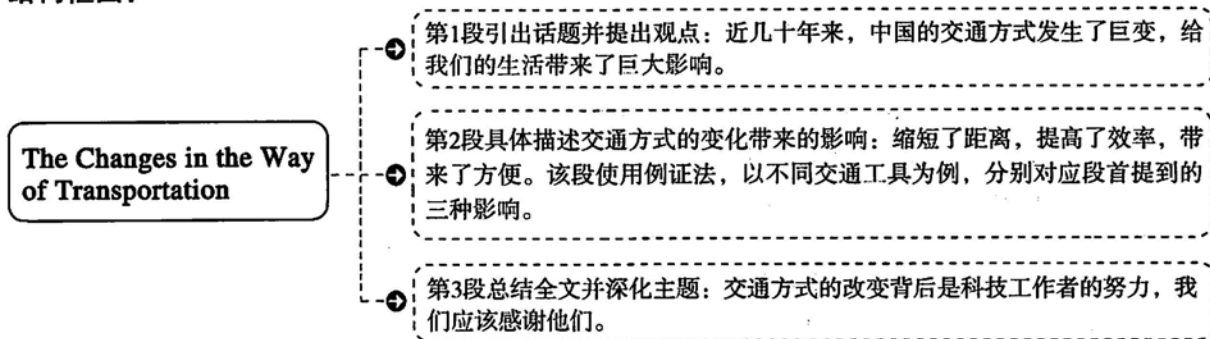 第1段引出话题并提出观点：近几十年来，中国的交通方式发生了巨变，给
我们的生活带来了巨大影响。
The Changes in the Way
of Transportation
第2段具体描述交通方式的变化带来的影响：缩短了距离，提高了效率，带
来了方便。该段使用例证法，以不同交通工具为例，分别对应段首提到的
三种影响。
第3段总结全文并深化主题：交通方式的改变背后是科技工作者的努力，我
们应该感谢他们。